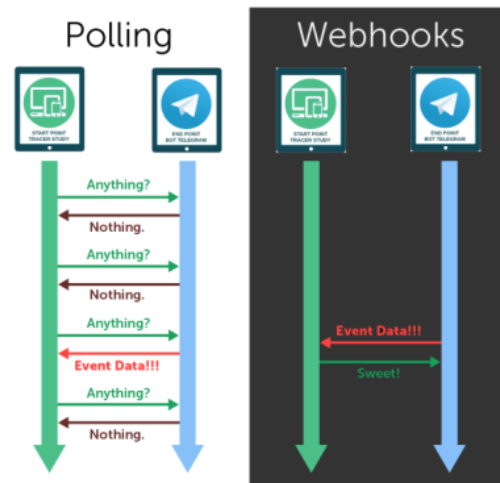 Polling
START POINT
TRACER STUDY
END POINT
BOT TELEGRAM
Anything?
Nothing.
Anything?
Nothing.
Anything?
Event Data!!!
Anything?
Nothing.
Webhooks
START POINT
TRACER STUDY
END POINT
BOT TELEGRAM
Event Data!!!
Sweet!